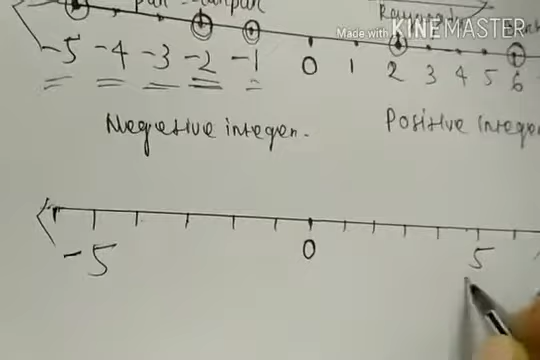 Made with KINEMASTER
-5 -4 -3 -2 -1 0 1 2 3 4 5 6
Negative integer.
Positive intege
-5 0 5